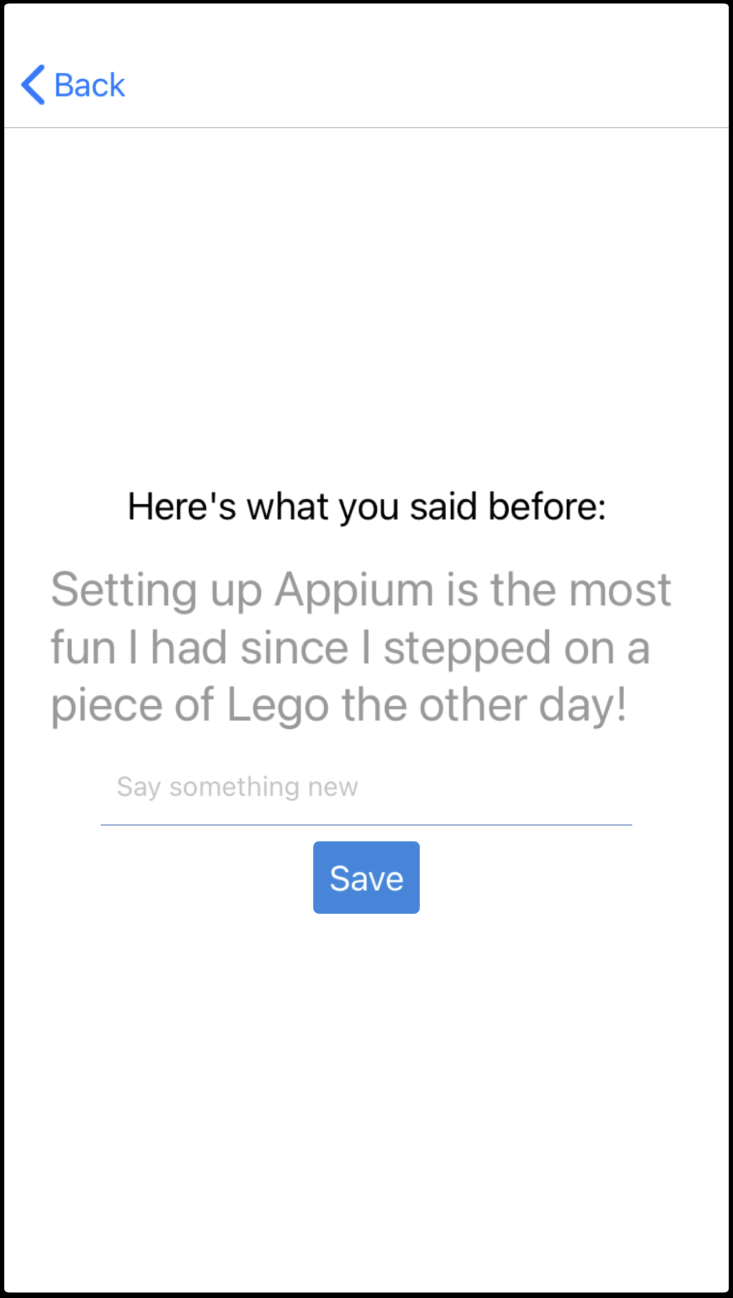 Back
Here's what you said before:
Setting up Appium is the most
fun I had since I stepped on a
piece of Lego the other day!
Say something new
Save